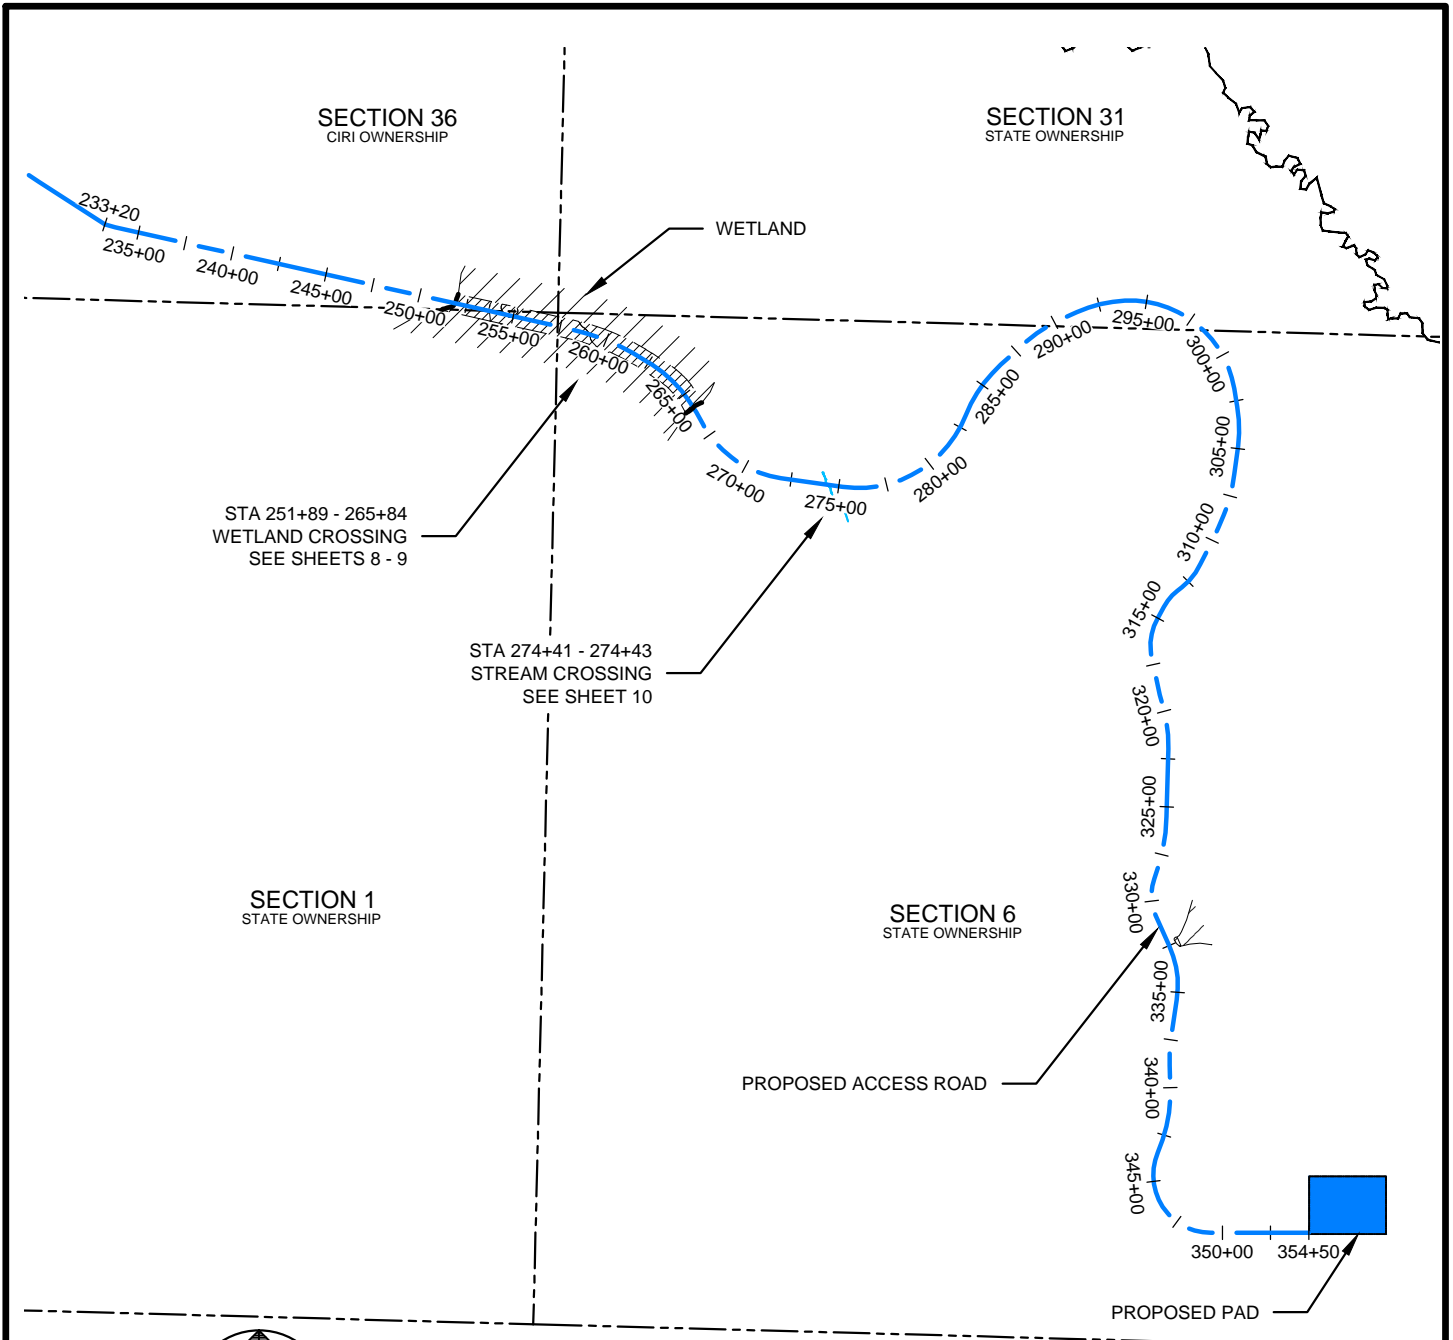 SECTION 36
CIRI OWNERSHIP
SECTION 31
STATE OWNERSHIP
233+20
235+00
240+00
245+00
250+00
255+00
260+00
265+00
270+00
275+00
280+00
285+00
290+00
295+00
300+00
305+00
310+00
315+00
320+00
325+00
330+00
335+00
340+00
345+00
350+00
354+50
WETLAND
STA 251+89 - 265+84
WETLAND CROSSING
SEE SHEETS 8 - 9
STA 274+41 - 274+43
STREAM CROSSING
SEE SHEET 10
SECTION 1
STATE OWNERSHIP
SECTION 6
STATE OWNERSHIP
PROPOSED ACCESS ROAD
PROPOSED PAD